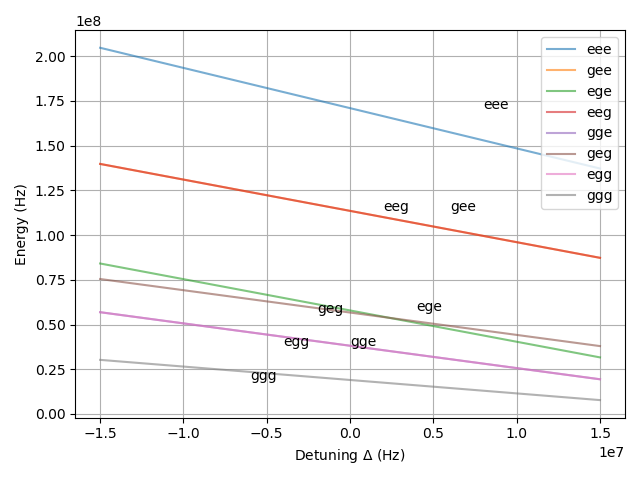 1e8
2.00
1.75
1.50
1.25
1.00
0.75
0.50
0.25
0.00
Energy (Hz)
eee
gee
ege
eeg
gge
geg
egg
ggg
eee
eeg
gee
geg
ege
egg
gge
ggg
−1.5
−1.0
−0.5
0.0
0.5
1.0
1.5
1e7
Detuning Δ (Hz)